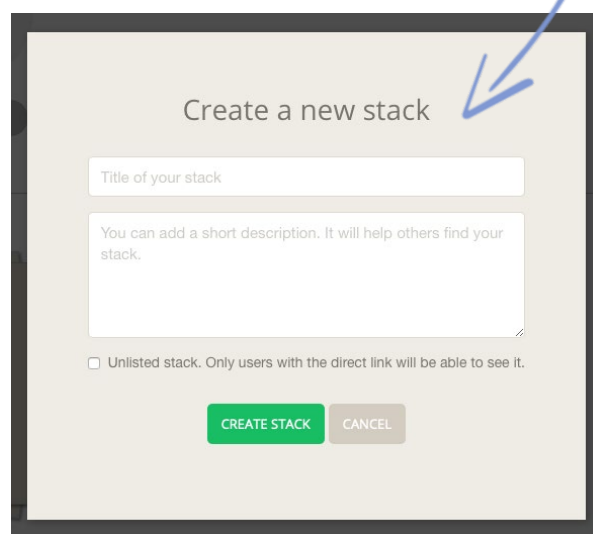 Create a new stack
Title of your stack
You can add a short description. It will help others find your
stack.
Unlisted stack. Only users with the direct link will be able to see it.
CREATE STACK CANCEL